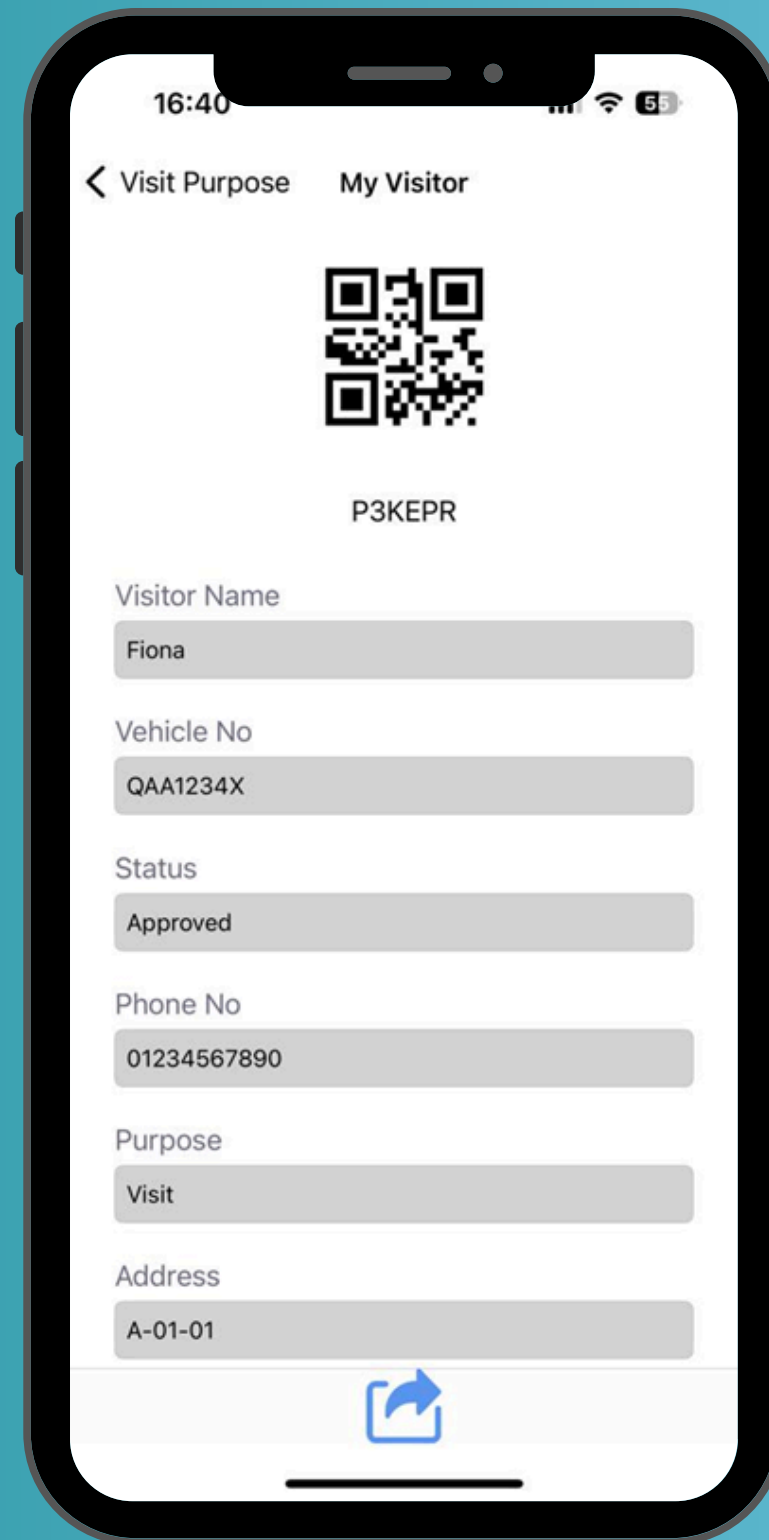 16:40
55
Visit Purpose My Visitor
P3KEPR
Visitor Name
Fiona
Vehicle No
QAA1234X
Status
Approved
Phone No
01234567890
Purpose
Visit
Address
A-01-01